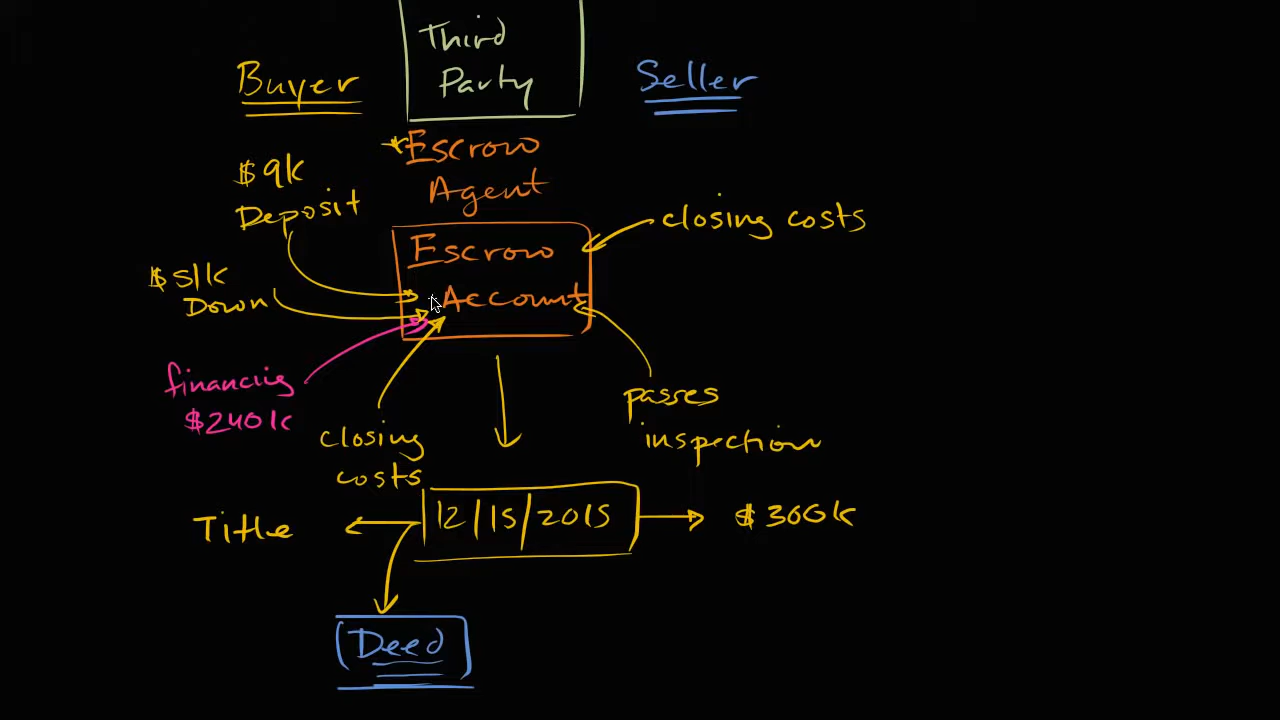 Third
Party
Buyer
Seller
Escrow
Agent
$9k
Deposit
closing costs
Escrow
Account
$51k
Down
financing
$240k
passes
inspection
closing
costs
Title
12/15/2015
$300k
Deed